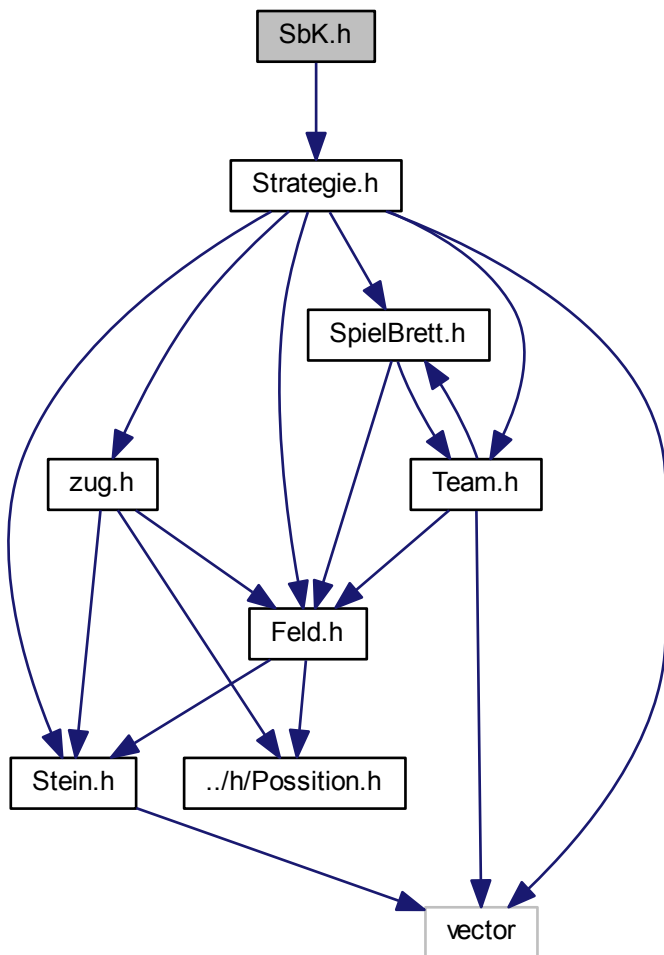 SbK.h
Strategie.h
SpielBrett.h
zug.h
Team.h
Feld.h
Stein.h
../h/Possition.h
vector